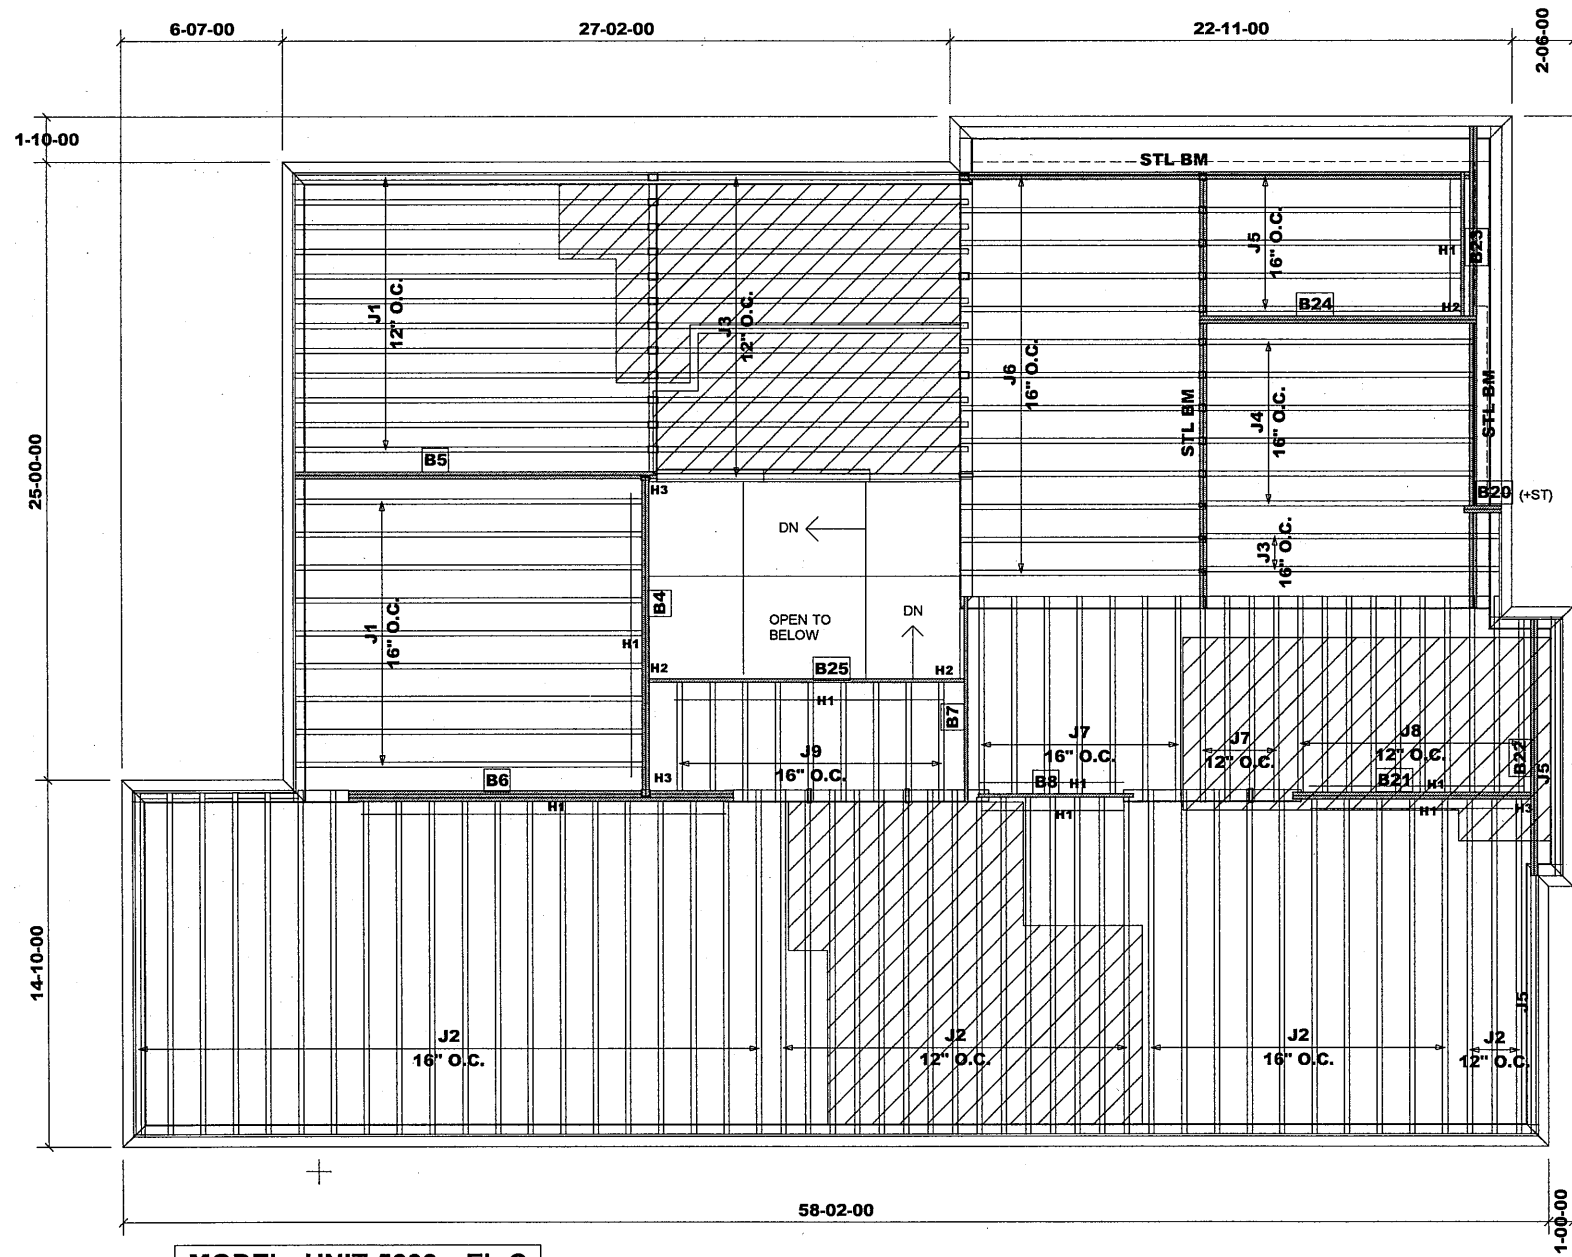 6-07-00
27-02-00
22-11-00
2-06-00
1-10-00
STL BM
J5
16" O.C.
B23
H1
J1
12" O.C.
J3
12" O.C.
H2
B24
J6
16" O.C.
STL BM
J4
16" O.C.
STL BM
B5
25-00-00
H3
B20 (+ST)
DN
J3
16" O.C.
B4
DN
OPEN TO
BELOW
J1
16" O.C.
H1
H2
B25
H2
H1
B7
J7
16" O.C.
J7
12" O.C.
J8
12" O.C.
B22
J5
J9
16" O.C.
B6
H3
H1
B8
H1
H1
B21
H1
H1
H3
14-10-00
J5
J2
16" O.C.
J2
12" O.C.
J2
16" O.C.
J2
12" O.C.
58-02-00
1-00-00